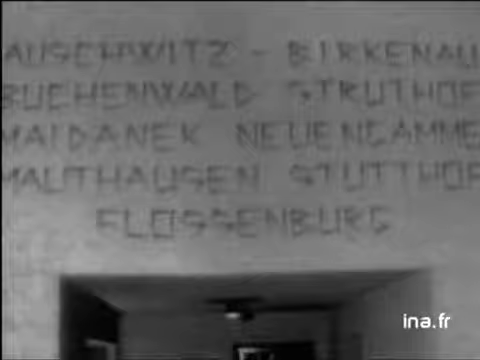 AUSCHWITZ - BIRKENAU
BUCHENWALD STRUTHOF
MAIDANEK NEUENGAMME
MAUTHAUSEN STUTTHOF
FLOSSENBURG
ina.fr